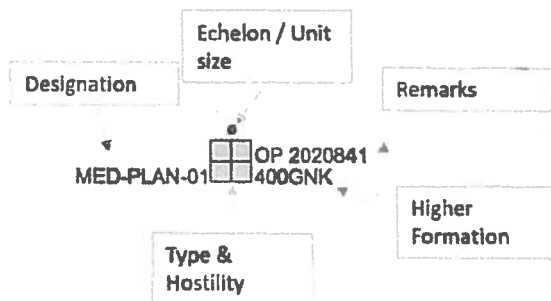 Echelon / Unit
size
Designation
Remarks
OP 2020841
MED-PLAN-01
400GNK
Higher
Formation
Type &
Hostility